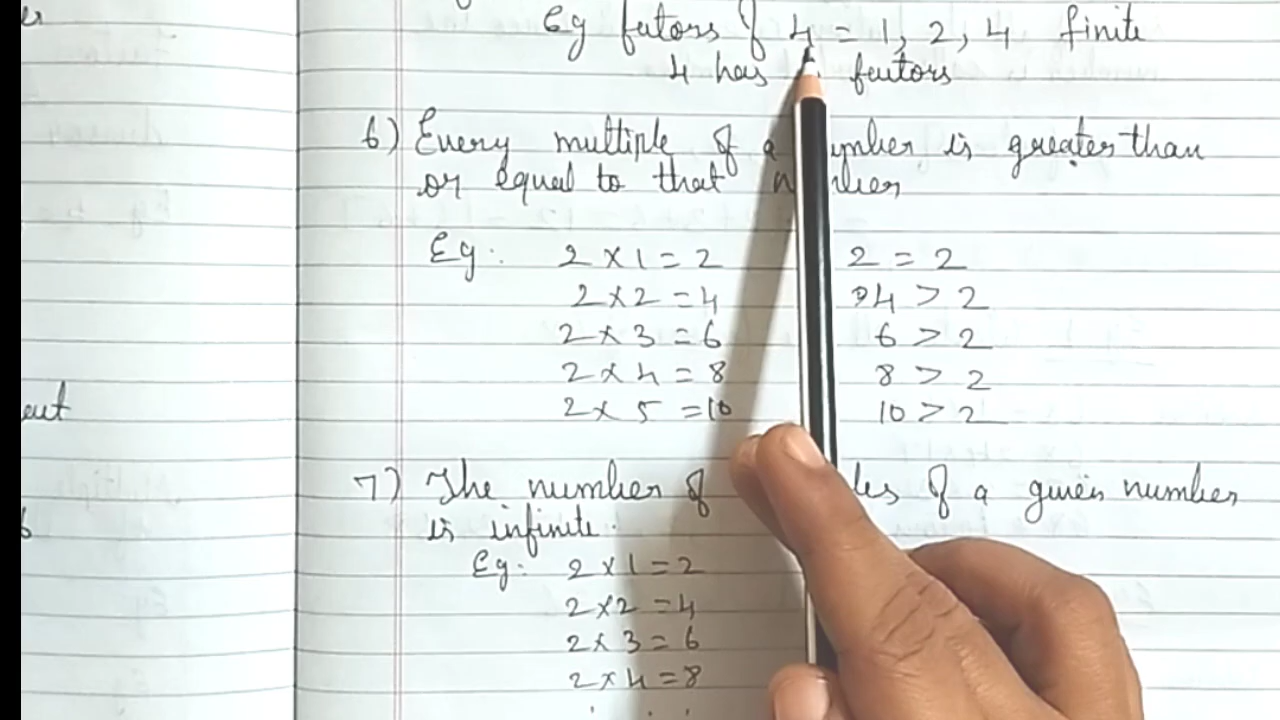 Eg fators of 4 = 1, 2, 4 finite
4 has factors
6) Every multiple of a number is greater than
or equal to that number
Eg: 2 × 1 = 2 2 = 2
2 × 2 = 4 4 > 2
2 × 3 = 6 6 > 2
2 × 4 = 8 8 > 2
2 × 5 = 10 10 > 2
7) The number of of a given number
is infinite.
Eg: 2 × 1 = 2
2 × 2 = 4
2 × 3 = 6
2 × 4 = 8